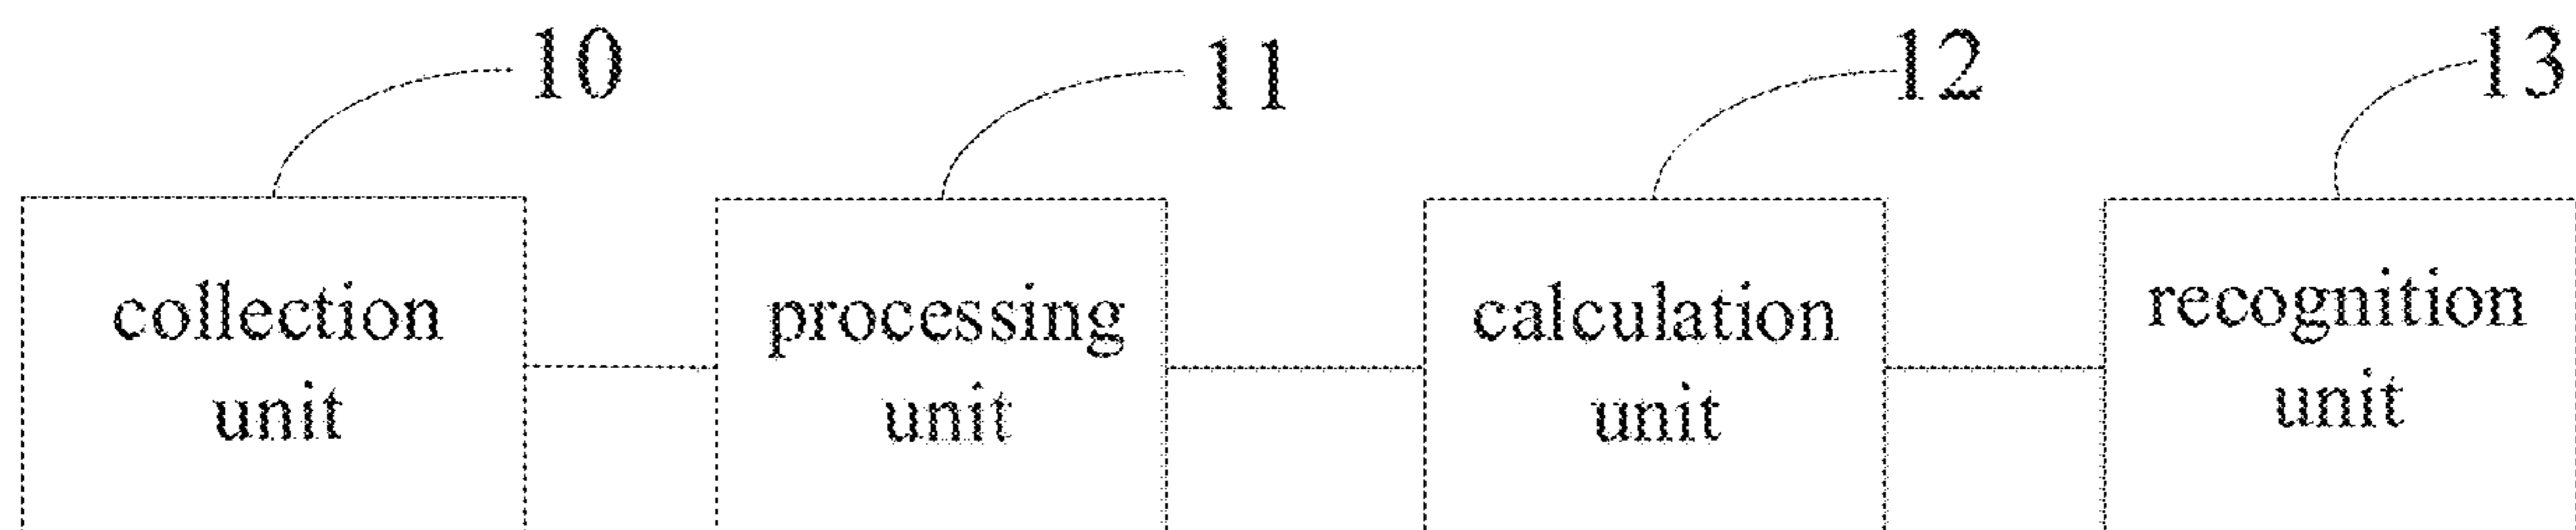 10 11 12 13
collection processing calculation recognition
unit unit unit unit